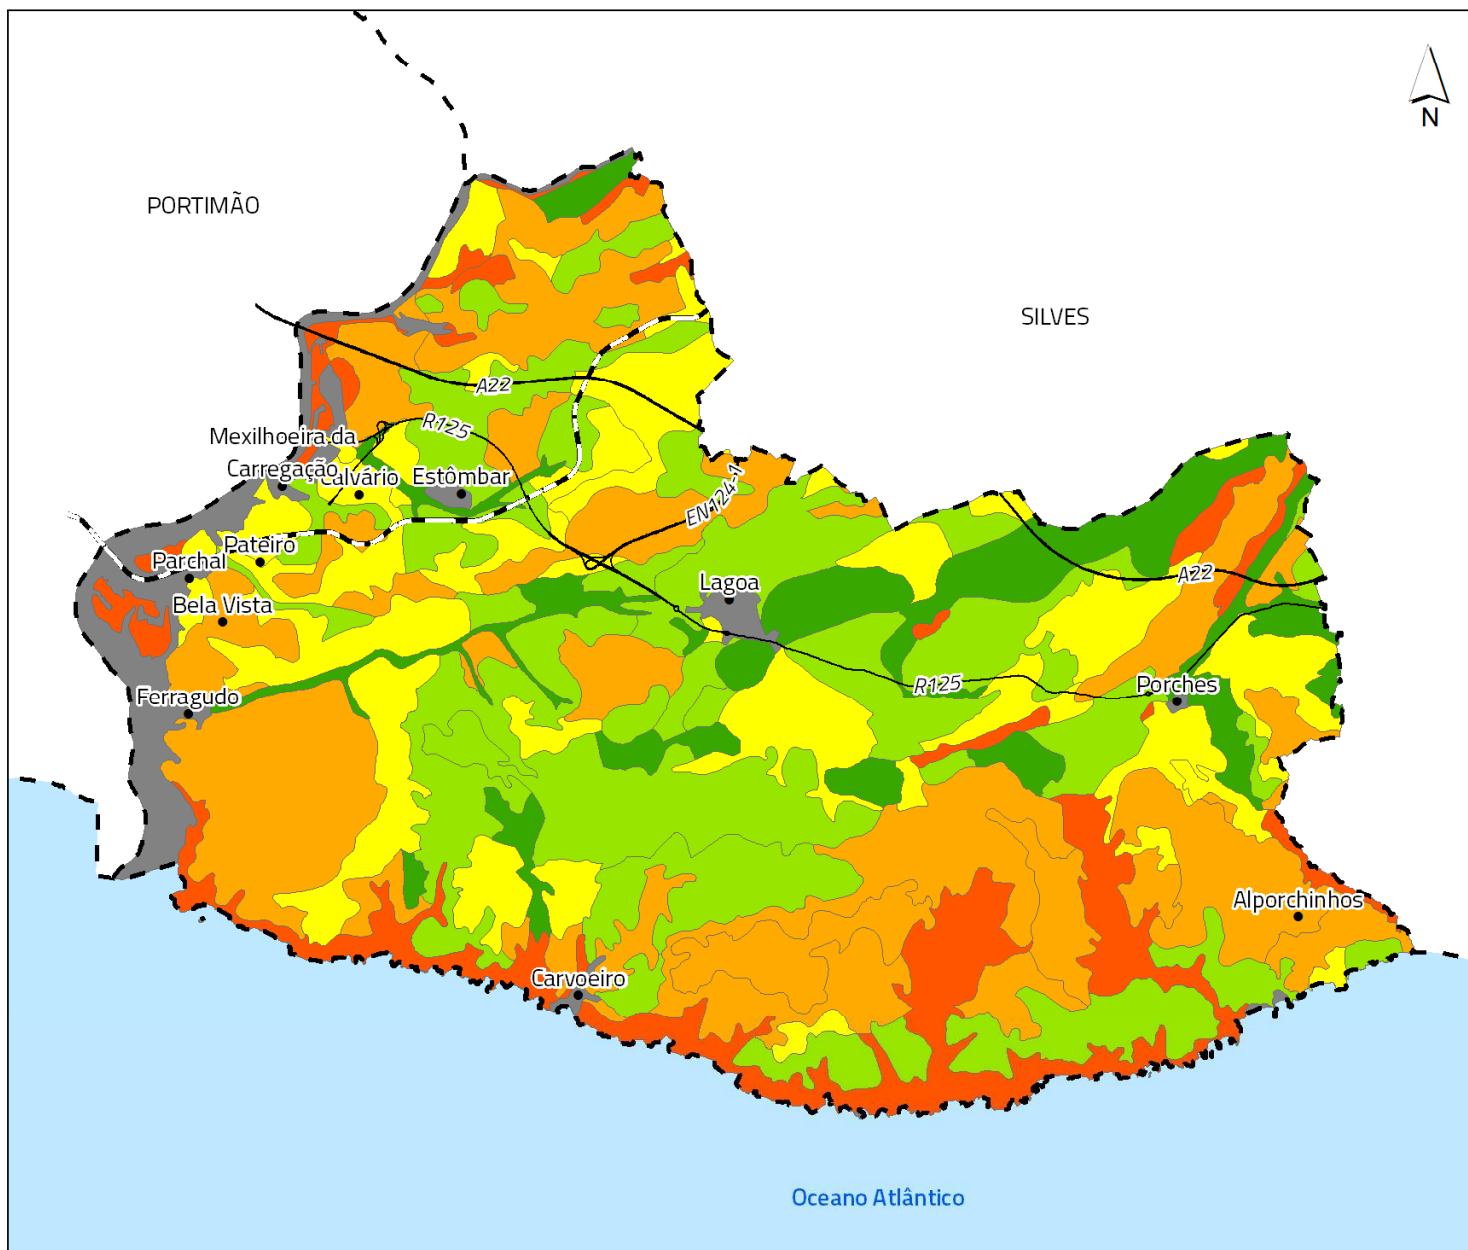 N
PORTIMÃO
SILVES
A22
R125
Mexilhoeira da
Carregação
Calvário
Estômbar
EN124-1
Pateiro
Parchal
A22
Lagoa
Bela Vista
R125
Porches
Ferragudo
Alporchinhos
Carvoeiro
Oceano Atlântico